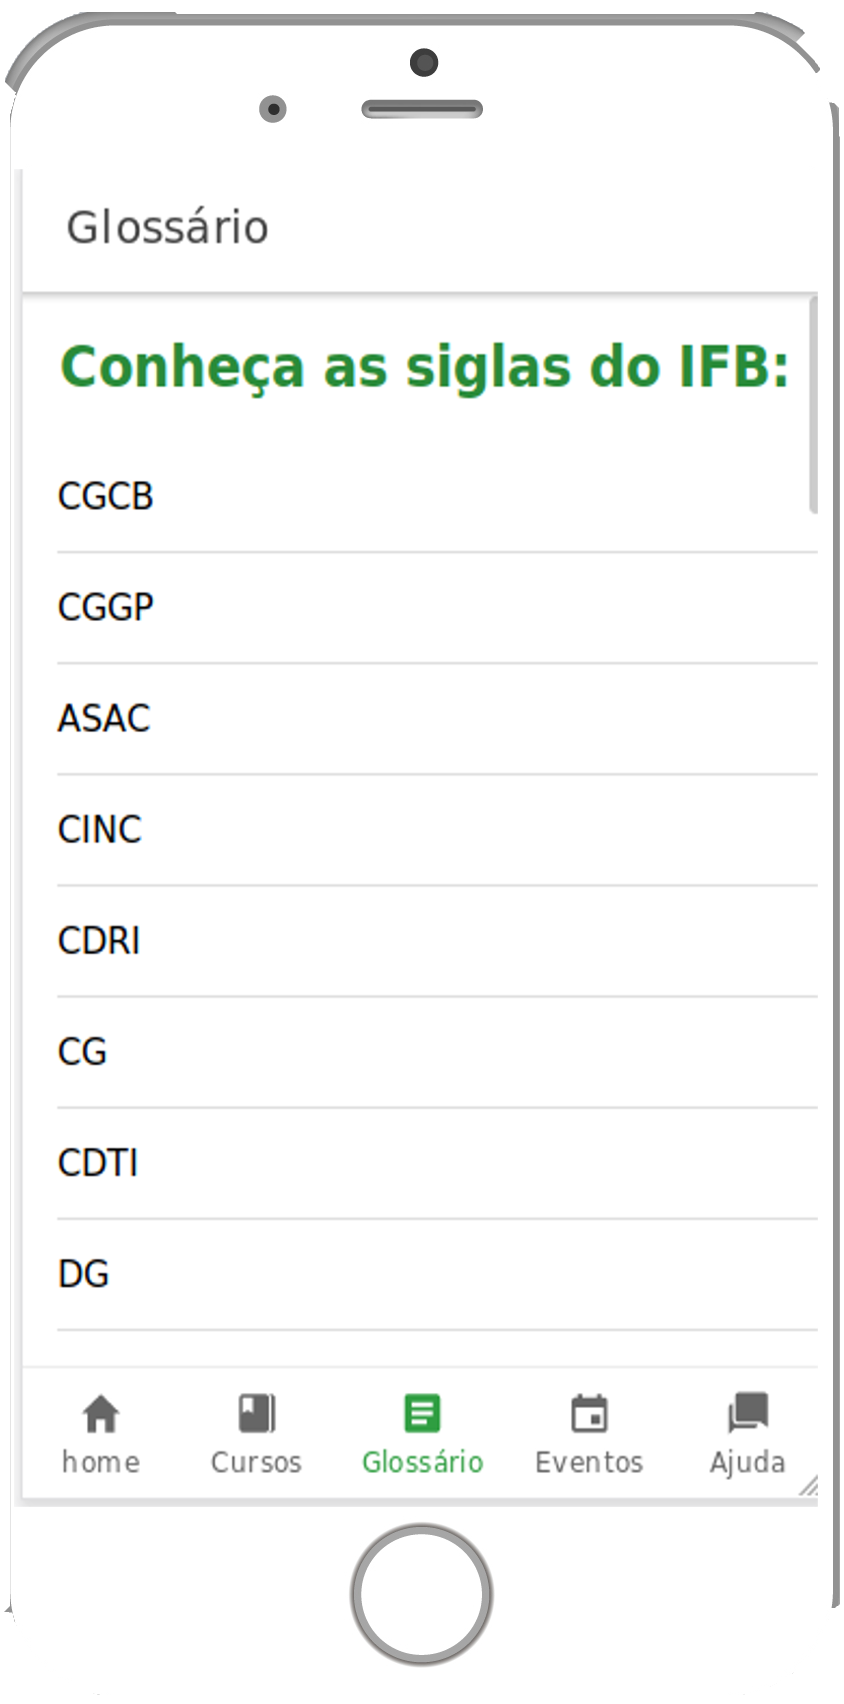 Glossário
Conheça as siglas do IFB:
CGCB
CGGP
ASAC
CINC
CDRI
CG
CDTI
DG
home Cursos Glossário Eventos Ajuda